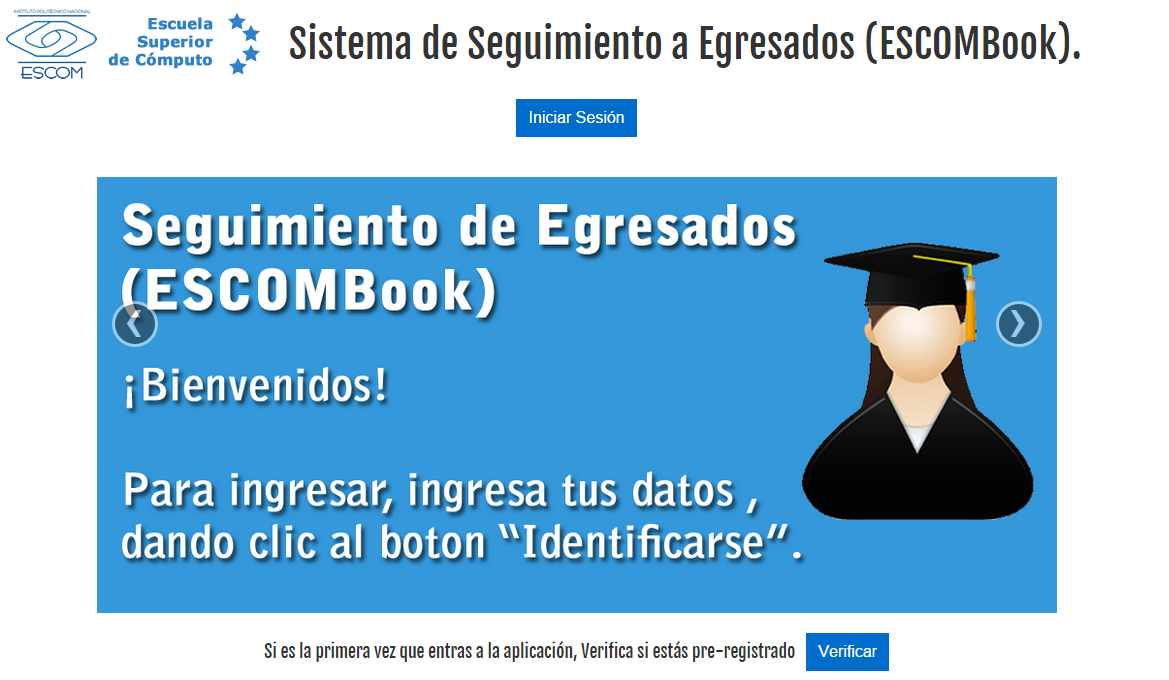 INSTITUTO POLITÉCNICO NACIONAL
ESCOM
Escuela
Superior
de Cómputo
Sistema de Seguimiento a Egresados (ESCOMBook).
Iniciar Sesión
Seguimiento de Egresados
(ESCOMBook)
¡Bienvenidos!
Para ingresar, ingresa tus datos ,
dando clic al boton “Identificarse”.
Si es la primera vez que entras a la aplicación, Verifica si estás pre-registrado
Verificar